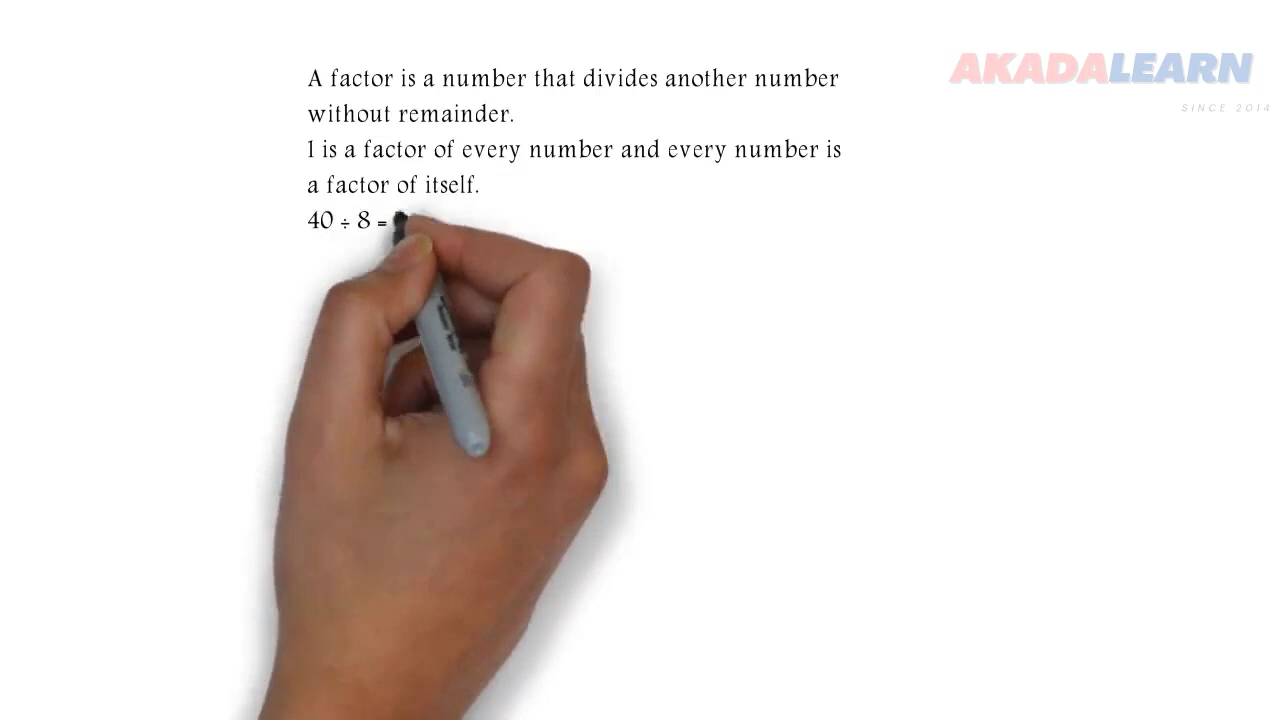 A factor is a number that divides another number
without remainder.
1 is a factor of every number and every number is
a factor of itself.
40 ÷ 8 =
AKADALEARN
SINCE 2014